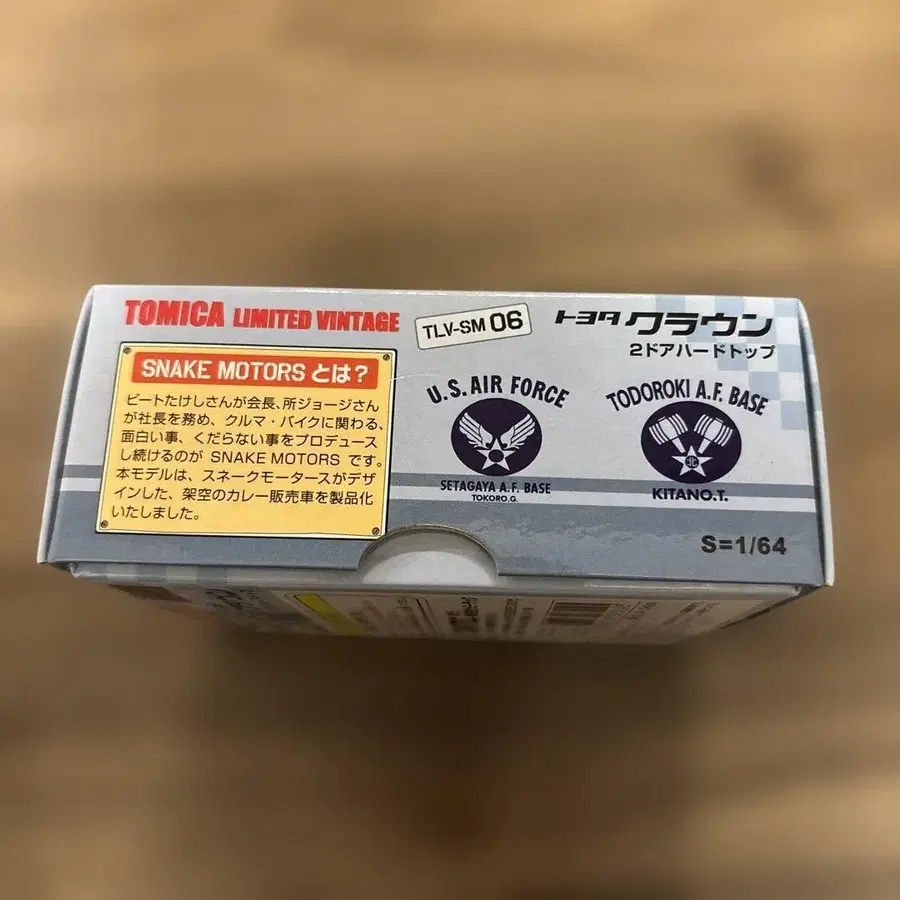 TOMICA LIMITED VINTAGE
TLV-SM 06
トヨタ クラウン
2ドアハードトップ
SNAKE MOTORS とは?
ビートたけしさんが会長、所ジョージさん
が社長を務め、クルマ・バイクに関わる、
面白い事、くだらない事をプロデュース
し続けるのが SNAKE MOTORS です。
本モデルは、スネークモータースがデザ
インした、架空のカレー販売車を製品化
いたしました。
U.S. AIR FORCE
SETAGAYA A.F. BASE
TOKORO.G.
TODOROKI A.F. BASE
北
KITANO.T.
S=1/64